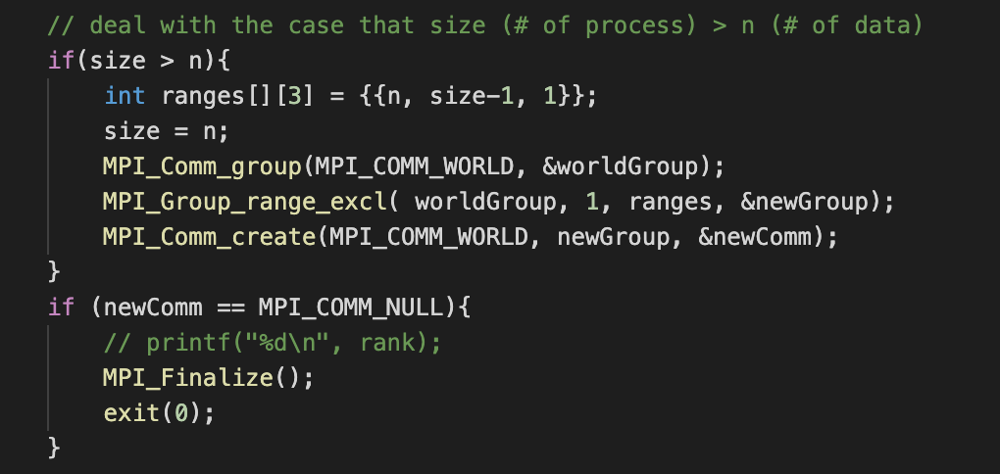 // deal with the case that size (# of process) > n (# of data)
if(size > n){
    int ranges[][3] = {{n, size-1, 1}};
    size = n;
    MPI_Comm_group(MPI_COMM_WORLD, &worldGroup);
    MPI_Group_range_excl( worldGroup, 1, ranges, &newGroup);
    MPI_Comm_create(MPI_COMM_WORLD, newGroup, &newComm);
}
if (newComm == MPI_COMM_NULL){
    // printf("%d\n", rank);
    MPI_Finalize();
    exit(0);
}